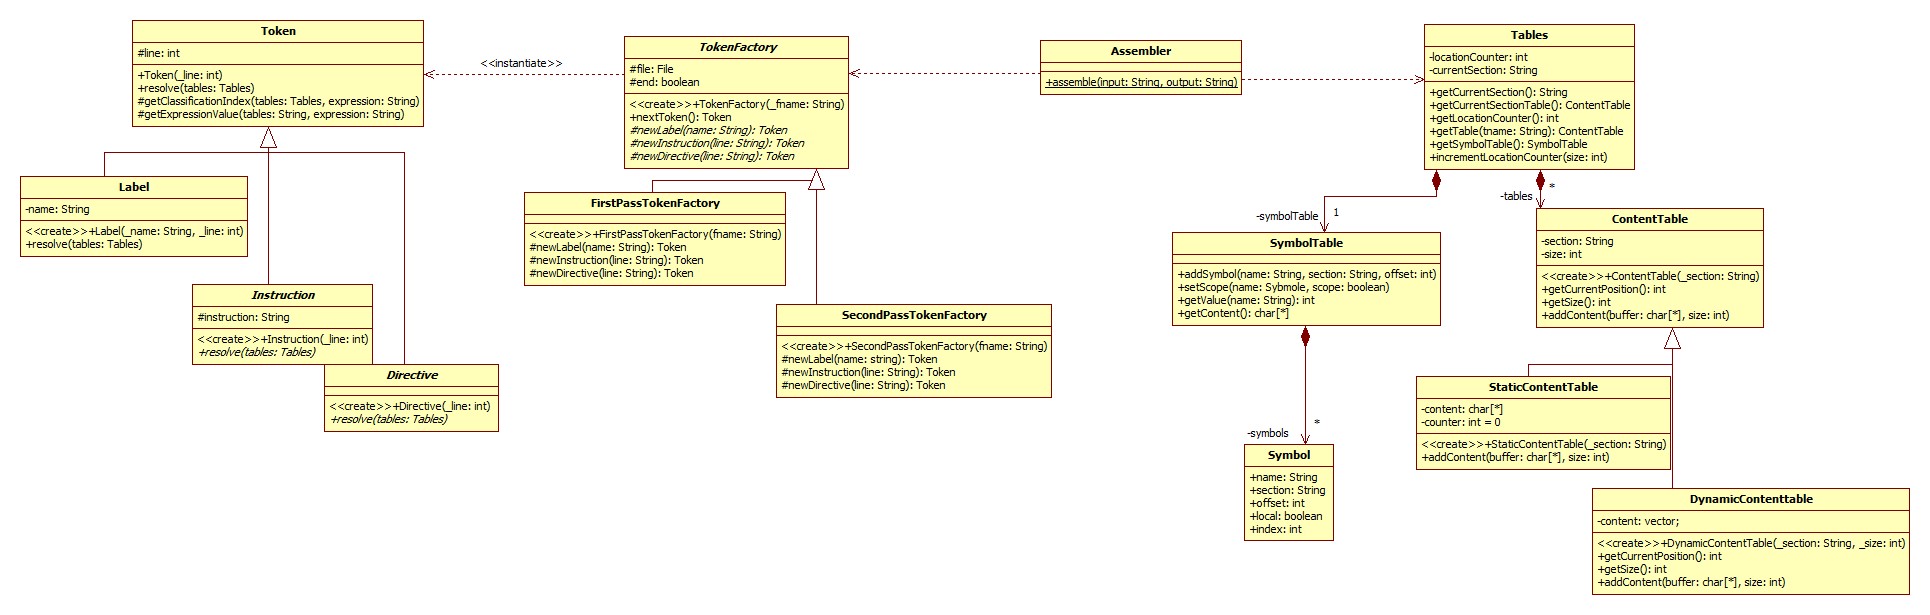 Token
#line: int
+Token(_line: int)
+resolve(tables: Tables)
#getClassificationIndex(tables: Tables, expression: String)
#getExpressionValue(tables: String, expression: String)
<<instantiate>>
TokenFactory
#file: File
#end: boolean
<<create>>+TokenFactory(_fname: String)
+nextToken(): Token
#newLabel(name: String): Token
#newInstruction(line: String): Token
#newDirective(line: String): Token
Assembler
+assemble(input: String, output: String)
Tables
-locationCounter: int
-currentSection: String
+getCurrentSection(): String
+getCurrentSectionTable(): ContentTable
+getLocationCounter(): int
+getTable(tname: String): ContentTable
+getSymbolTable(): SymbolTable
+incrementLocationCounter(size: int)
Label
-name: String
<<create>>+Label(_name: String, _line: int)
+resolve(tables: Tables)
Instruction
#instruction: String
<<create>>+Instruction(_line: int)
+resolve(tables: Tables)
Directive
<<create>>+Directive(_line: int)
+resolve(tables: Tables)
FirstPassTokenFactory
<<create>>+FirstPassTokenFactory(fname: String)
#newLabel(name: String): Token
#newInstruction(line: String): Token
#newDirective(line: String): Token
SecondPassTokenFactory
<<create>>+SecondPassTokenFactory(fname: String)
#newLabel(name: string): Token
#newInstruction(line: String): Token
#newDirective(line: String): Token
-symbolTable
1
-tables
*
SymbolTable
+addSymbol(name: String, section: String, offset: int)
+setScope(name: Sybmole, scope: boolean)
+getValue(name: String): int
+getContent(): char[*]
-symbols
*
Symbol
+name: String
+section: String
+offset: int
+local: boolean
+index: int
ContentTable
-section: String
-size: int
<<create>>+ContentTable(_section: String)
+getCurrentPosition(): int
+getSize(): int
+addContent(buffer: char[*], size: int)
StaticContentTable
-content: char[*]
-counter: int = 0
<<create>>+StaticContentTable(_section: String)
+addContent(buffer: char[*], size: int)
DynamicContenttable
-content: vector;
<<create>>+DynamicContentTable(_section: String, _size: int)
+getCurrentPosition(): int
+getSize(): int
+addContent(buffer: char[*], size: int)